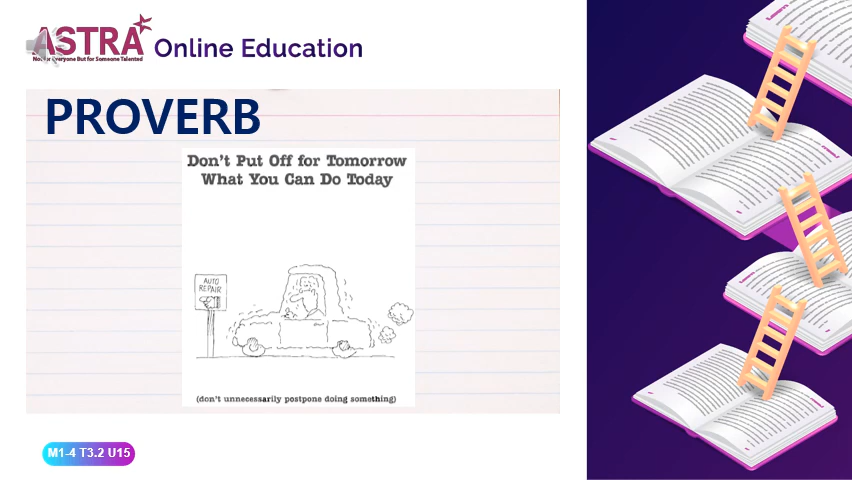 ASTRA
Not for Everyone But for Someone Talented
Online Education
PROVERB
Don't Put Off for Tomorrow
What You Can Do Today
AUTO
REPAIR
(don't unnecessarily postpone doing something)
M1-4 T3.2 U15